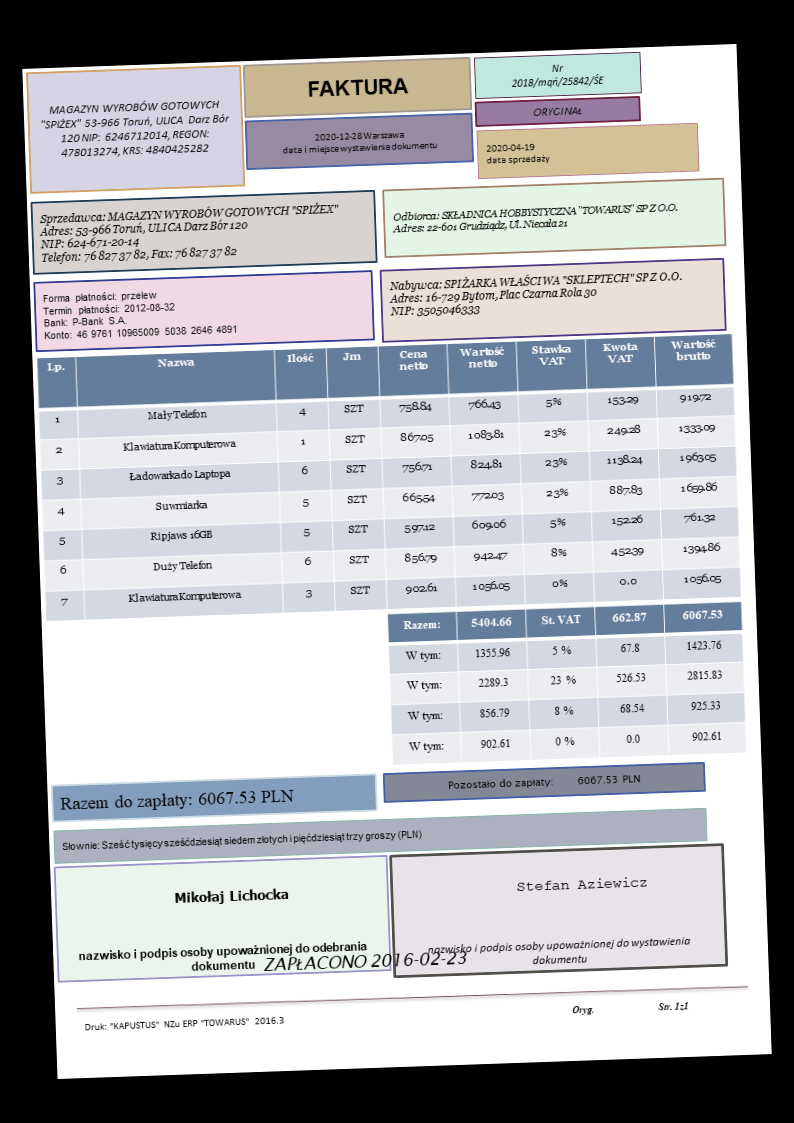 MAGAZYN WYROBÓW GOTOWYCH
"SPIŻEX" 53-966 Toruń, ULICA Darz Bór
120 NIP: 6246712014, REGON:
478013274, KRS: 4840425282
FAKTURA
2020-12-28 Warszawa
data i miejsce wystawienia dokumentu
Nr
2018/mqń/25842/ŚE
ORYGINAŁ
2020-04-19
data sprzedaży
Sprzedawca: MAGAZYN WYROBÓW GOTOWYCH "SPIŻEX"
Adres: 53-966 Toruń, ULICA Darz Bór 120
NIP: 624-671-20-14
Telefon: 76 827 37 82, Fax: 76 827 37 82
Odbiorca: SKŁADNICA HOBBYSTYCZNA "TOWARUS" SP Z O.O.
Adres: 22-601 Grudziądz, Ul. Niecała 21
Forma płatności: przelew
Termin płatności: 2012-08-32
Bank: P-Bank S.A.
Konto: 46 9761 10965009 5038 2646 4891
Nabywca: SPIŻARKA WŁAŚCIWA "SKLEPTECH" SP Z O.O.
Adres: 16-729 Bytom, Plac Czarna Rola 30
NIP: 3505046333
Lp. Nazwa Ilość Jm Cena netto Wartość netto Stawka VAT Kwota VAT Wartość brutto
1 Mały Telefon 4 SZT 758.84 766.43 5% 153.29 919.72
2 Klawiatura Komputerowa 1 SZT 867.05 1083.81 23% 249.28 1333.09
3 Ładowarka do Laptopa 6 SZT 756.71 824.81 23% 1138.24 1963.05
4 Suwmiarka 5 SZT 665.54 772.03 23% 887.83 1659.86
5 Ripjaws 16GB 5 SZT 597.12 609.06 5% 152.26 761.32
6 Duży Telefon 6 SZT 856.79 942.47 8% 452.39 1394.86
7 Klawiatura Komputerowa 3 SZT 902.61 1056.05 0% 0.0 1056.05
Razem: 5404.66 St. VAT 662.87 6067.53
W tym: 1355.96 5 % 67.8 1423.76
W tym: 2289.3 23 % 526.53 2815.83
W tym: 856.79 8 % 68.54 925.33
W tym: 902.61 0 % 0.0 902.61
Razem do zapłaty: 6067.53 PLN
Pozostało do zapłaty: 6067.53 PLN
Słownie: Sześć tysięcy sześćdziesiąt siedem złotych i pięćdziesiąt trzy groszy (PLN)
Mikołaj Lichocka
nazwisko i podpis osoby upoważnionej do odebrania
dokumentu
Stefan Aziewicz
nazwisko i podpis osoby upoważnionej do wystawienia
dokumentu
ZAPŁACONO 2016-02-23
Druk: "KAPUSTUS" NZu ERP "TOWARUS" 2016.3
Oryg.
Str. 1z1